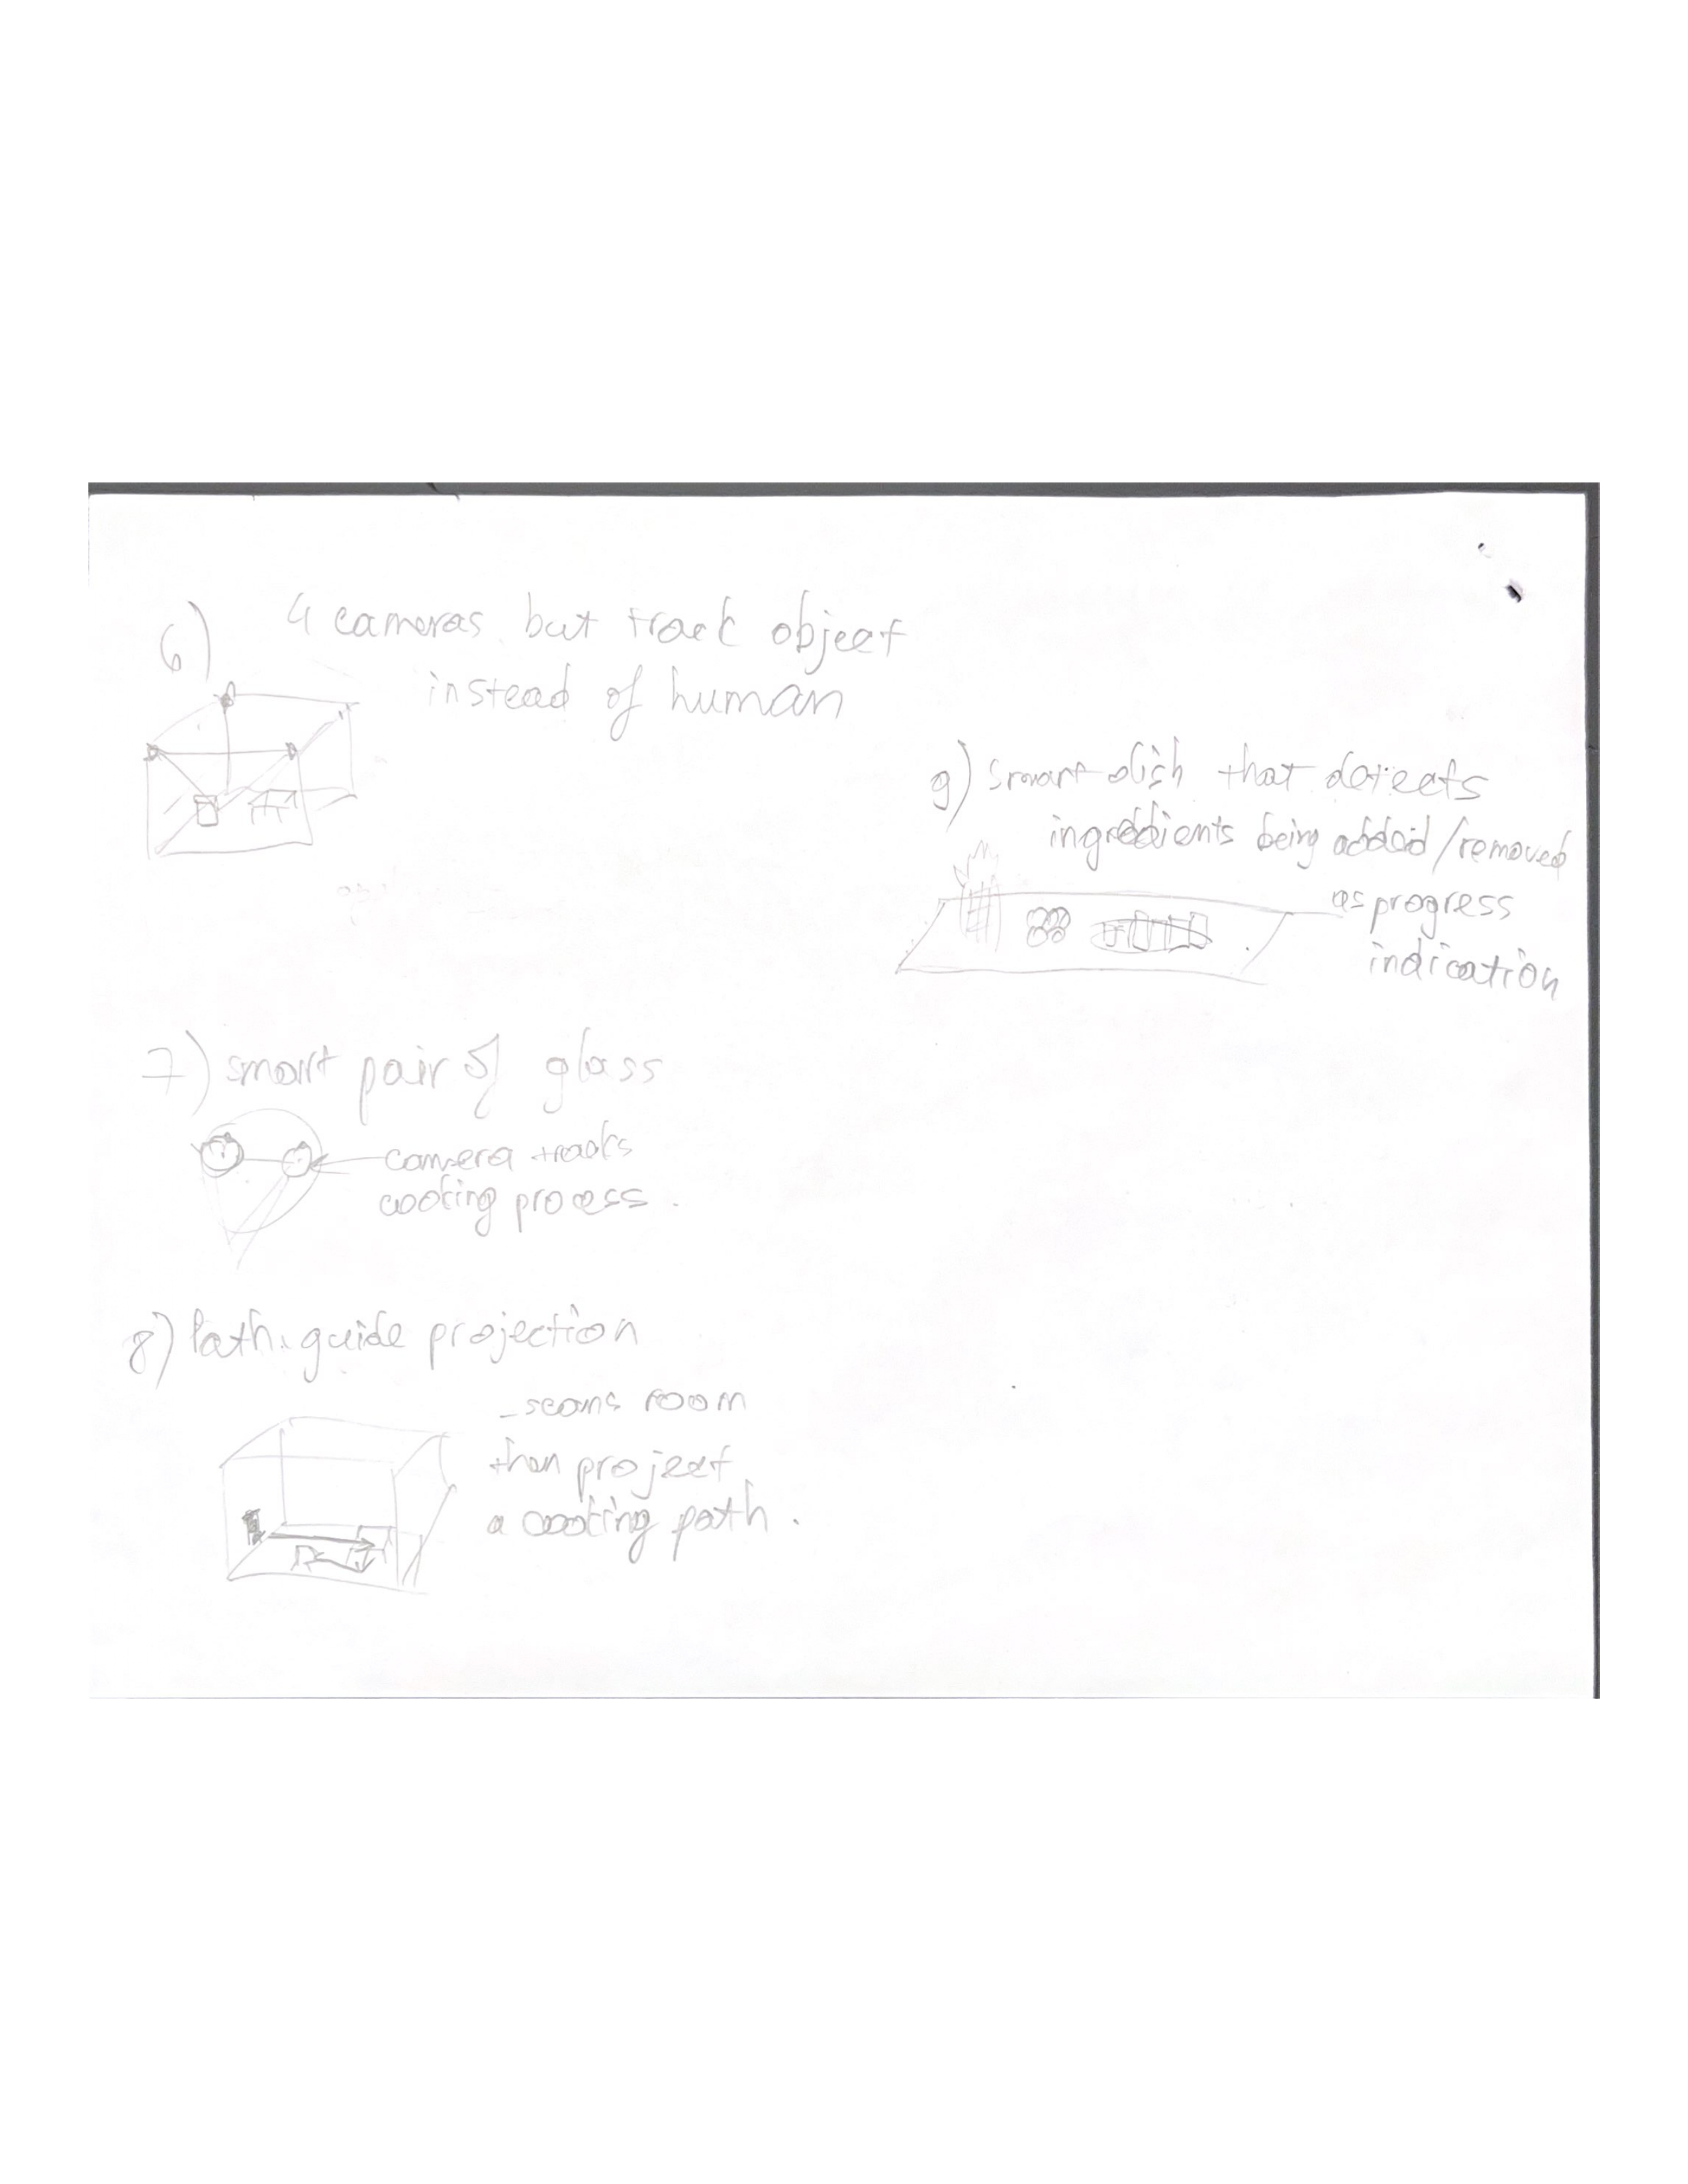 6) 4 cameras but track object
instead of human
7) smart pair of glass
camera tracks
cooking process.
8) Path guide projection
- scans room
then project
a cooking path.
9) smart dish that detects
ingredients being added/removed
as progress
indication